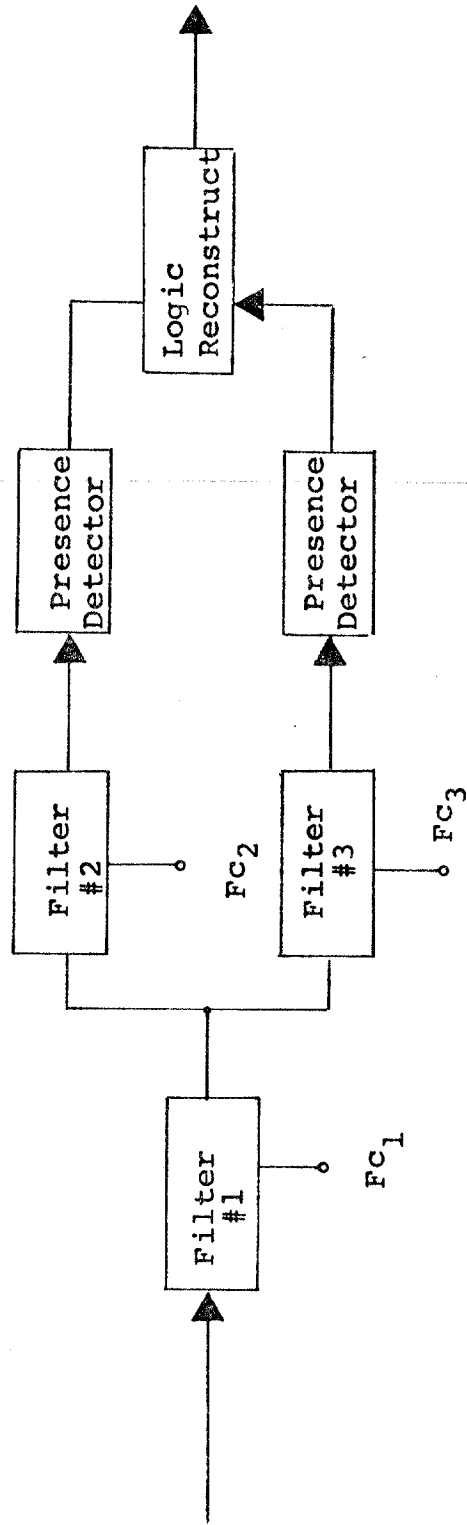 Filter
#1
Fc1
Filter
#2
Fc2
Filter
#3
Fc3
Presence
Detector
Presence
Detector
Logic
Reconstruct